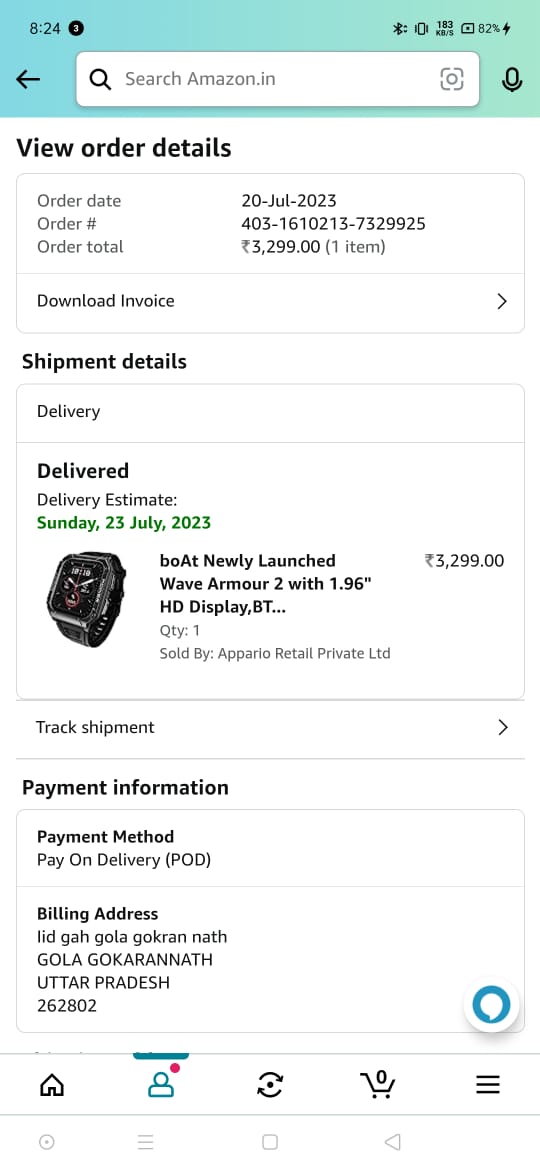 8:24 3 183 KB/S 82%
Search Amazon.in
View order details
Order date 20-Jul-2023
Order # 403-1610213-7329925
Order total ₹3,299.00 (1 item)
Download Invoice
Shipment details
Delivery
Delivered
Delivery Estimate:
Sunday, 23 July, 2023
boAt Newly Launched ₹3,299.00
Wave Armour 2 with 1.96"
HD Display,BT...
Qty: 1
Sold By: Appario Retail Private Ltd
Track shipment
Payment information
Payment Method
Pay On Delivery (POD)
Billing Address
lid gah gola gokran nath
GOLA GOKARANNATH
UTTAR PRADESH
262802
0